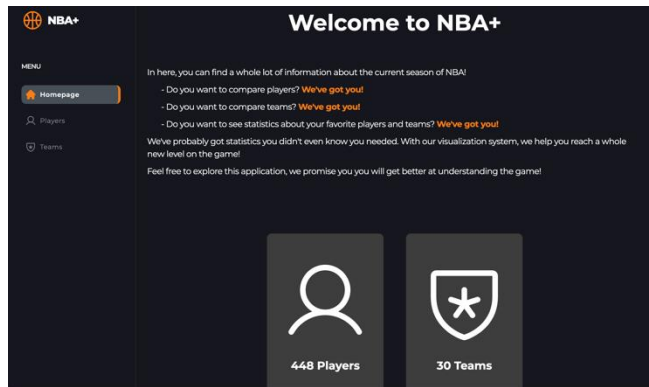 NBA+
Welcome to NBA+
MENU
Homepage
Players
Teams
In here, you can find a whole lot of information about the current season of NBA!
- Do you want to compare players? We've got you!
- Do you want to compare teams? We've got you!
- Do you want to see statistics about your favorite players and teams? We've got you!
We've probably got statistics you didn't even know you needed. With our visualization system, we help you reach a whole
new level on the game!
Feel free to explore this application, we promise you you will get better at understanding the game!
448 Players
30 Teams